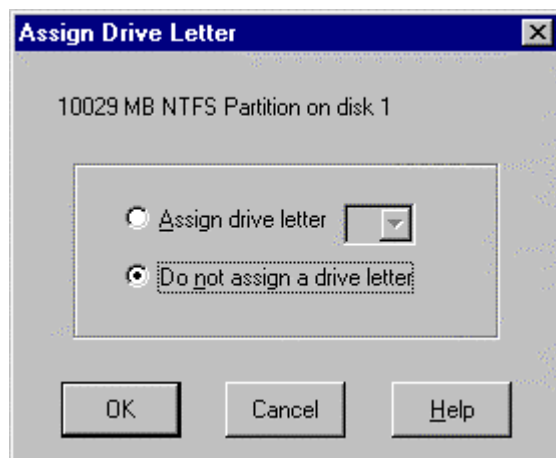 Assign Drive Letter
10029 MB NTFS Partition on disk 1
Assign drive letter
Do not assign a drive letter
OK Cancel Help